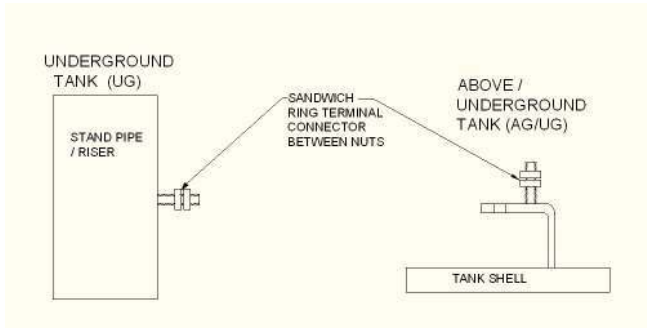 UNDERGROUND
TANK (UG)
STAND PIPE
/ RISER
SANDWICH
RING TERMINAL
CONNECTOR
BETWEEN NUTS
ABOVE /
UNDERGROUND
TANK (AG/UG)
TANK SHELL